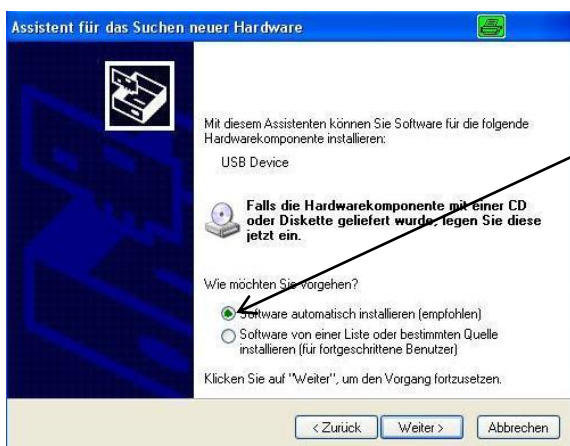 Assistent für das Suchen neuer Hardware
Mit diesem Assistenten können Sie Software für die folgende
Hardwarekomponente installieren:
USB Device
Falls die Hardwarekomponente mit einer CD
oder Diskette geliefert wurde, legen Sie diese
jetzt ein.
Wie möchten Sie vorgehen?
Software automatisch installieren (empfohlen)
Software von einer Liste oder bestimmten Quelle
installieren (für fortgeschrittene Benutzer)
Klicken Sie auf "Weiter", um den Vorgang fortzusetzen.
< Zurück Weiter > Abbrechen